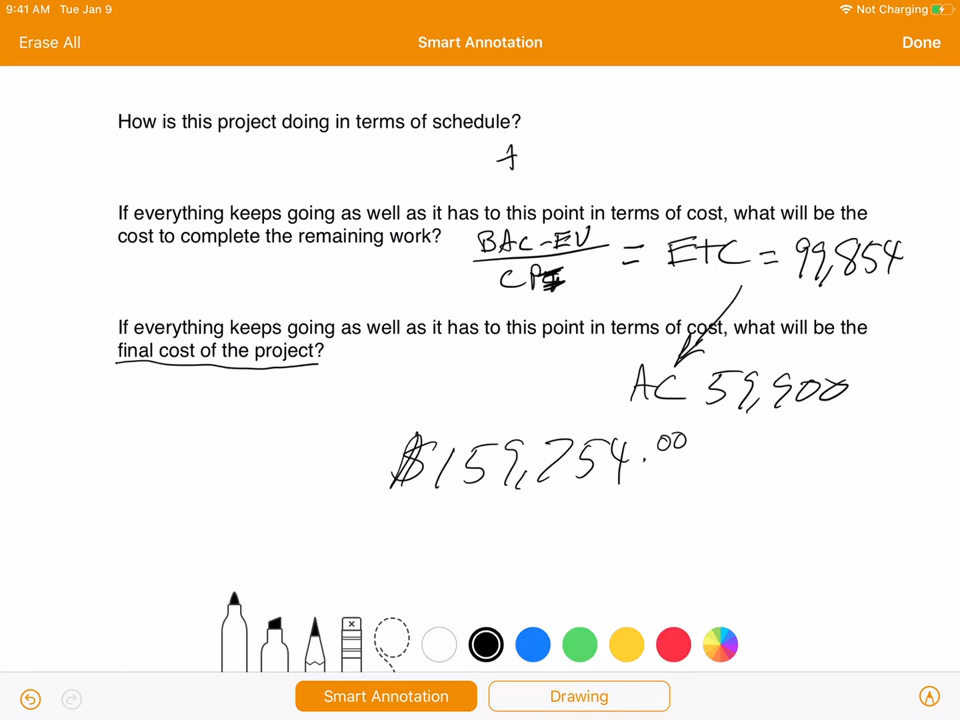 9:41 AM Tue Jan 9
Not Charging
Erase All
Smart Annotation
Done
How is this project doing in terms of schedule?
If everything keeps going as well as it has to this point in terms of cost, what will be the
cost to complete the remaining work?
BAC-EV
CPI
= ETC = 99,854
If everything keeps going as well as it has to this point in terms of cost, what will be the
final cost of the project?
AC 59,900
$159,754.00
Smart Annotation
Drawing